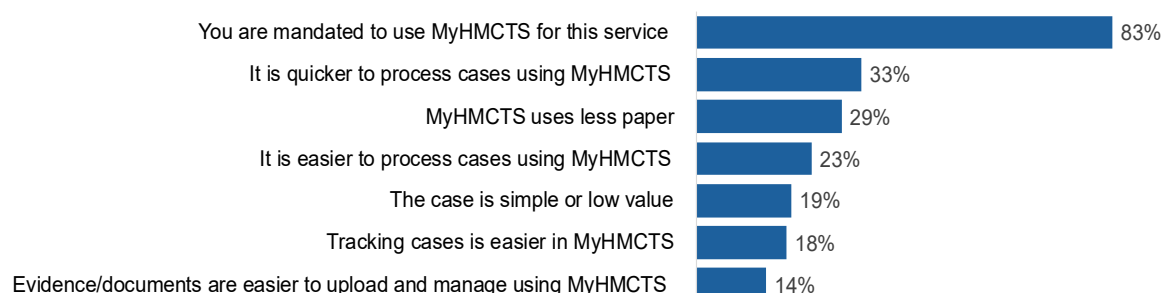 You are mandated to use MyHMCTS for this service 83%
It is quicker to process cases using MyHMCTS 33%
MyHMCTS uses less paper 29%
It is easier to process cases using MyHMCTS 23%
The case is simple or low value 19%
Tracking cases is easier in MyHMCTS 18%
Evidence/documents are easier to upload and manage using MyHMCTS 14%